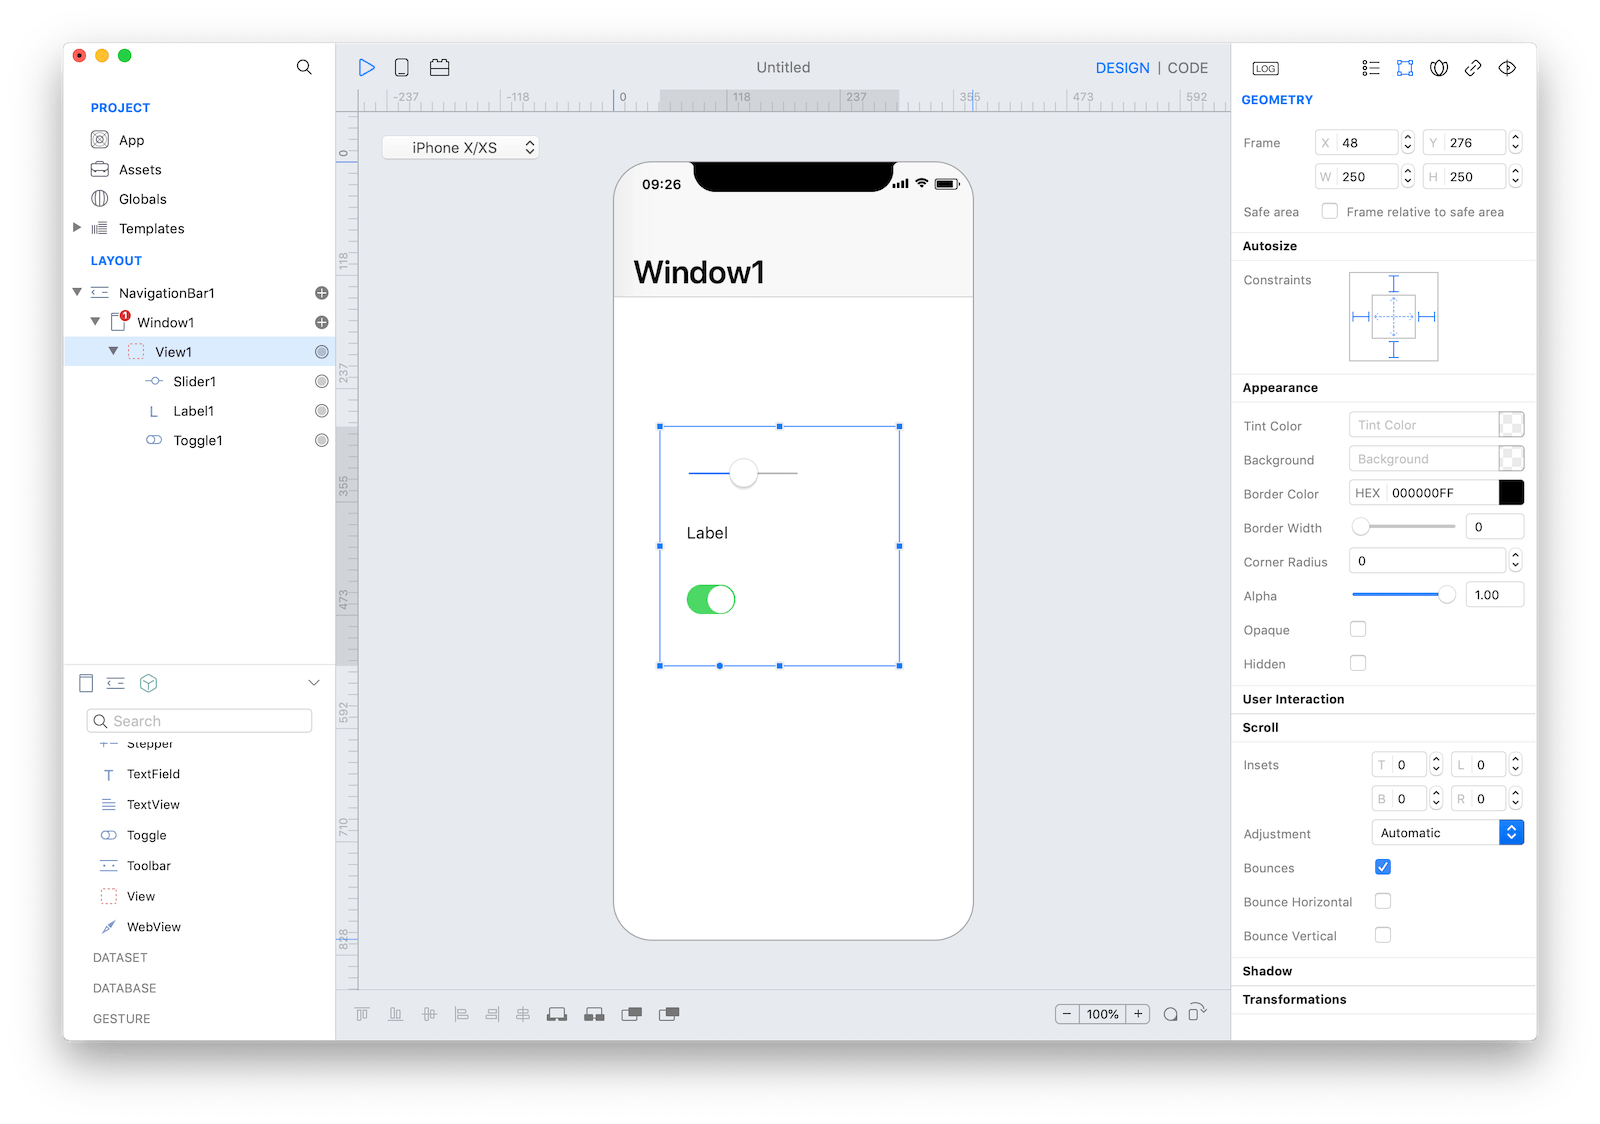 Untitled
DESIGN | CODE
LOG
PROJECT
App
Assets
Globals
Templates
LAYOUT
NavigationBar1
1
Window1
View1
Slider1
Label1
Toggle1
Search
Stepper
TextField
TextView
Toggle
Toolbar
View
WebView
DATASET
DATABASE
GESTURE
-237 -118 0 118 237 355 473 592
0
118
237
355
473
592
710
828
iPhone X/XS
09:26
Window1
Label
100%
GEOMETRY
Frame X 48 Y 276
W 250 H 250
Safe area Frame relative to safe area
Autosize
Constraints
Appearance
Tint Color Tint Color
Background Background
Border Color HEX 000000FF
Border Width 0
Corner Radius 0
Alpha 1.00
Opaque
Hidden
User Interaction
Scroll
Insets T 0 L 0
B 0 R 0
Adjustment Automatic
Bounces
Bounce Horizontal
Bounce Vertical
Shadow
Transformations